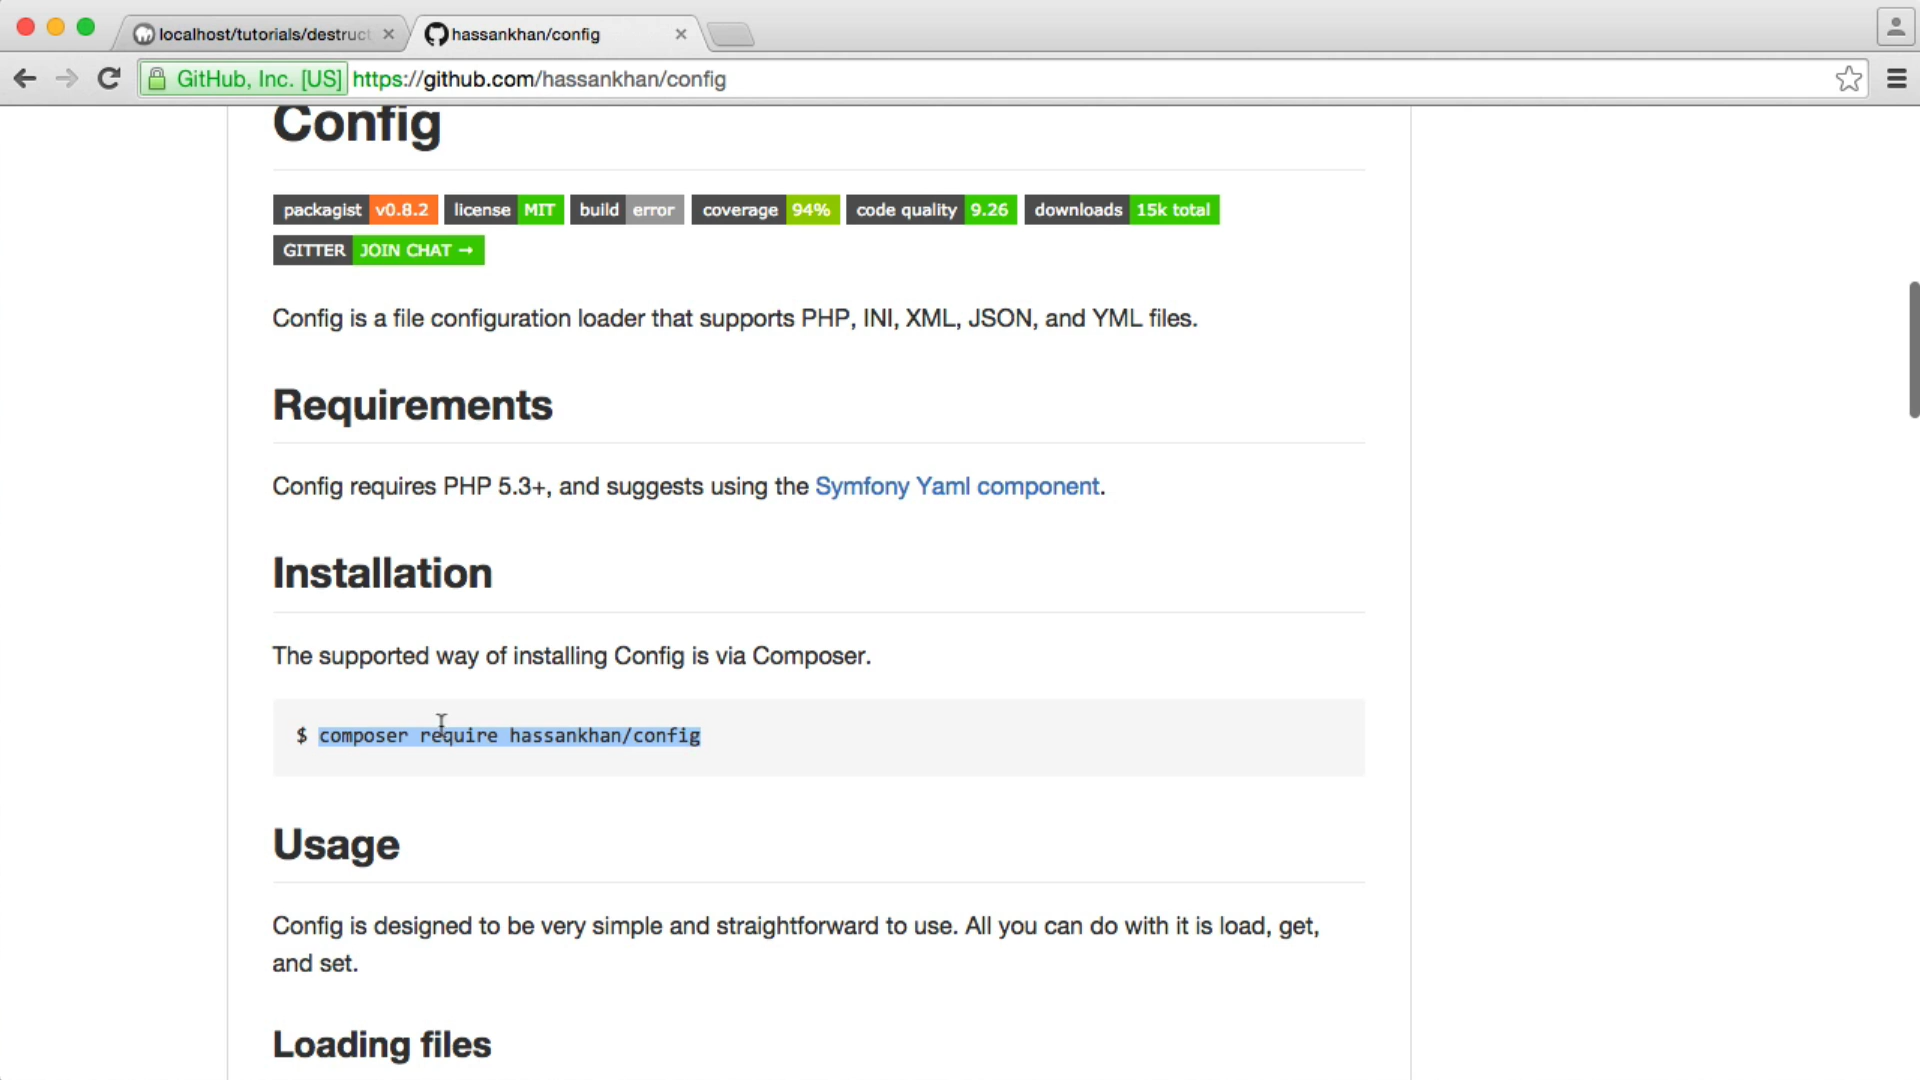 localhost/tutorials/destruct
hassankhan/config
GitHub, Inc. [US] https://github.com/hassankhan/config
Config
packagist v0.8.2 license MIT build error coverage 94% code quality 9.26 downloads 15k total
GITTER JOIN CHAT →
Config is a file configuration loader that supports PHP, INI, XML, JSON, and YML files.
Requirements
Config requires PHP 5.3+, and suggests using the Symfony Yaml component.
Installation
The supported way of installing Config is via Composer.
$ composer require hassankhan/config
Usage
Config is designed to be very simple and straightforward to use. All you can do with it is load, get,
and set.
Loading files